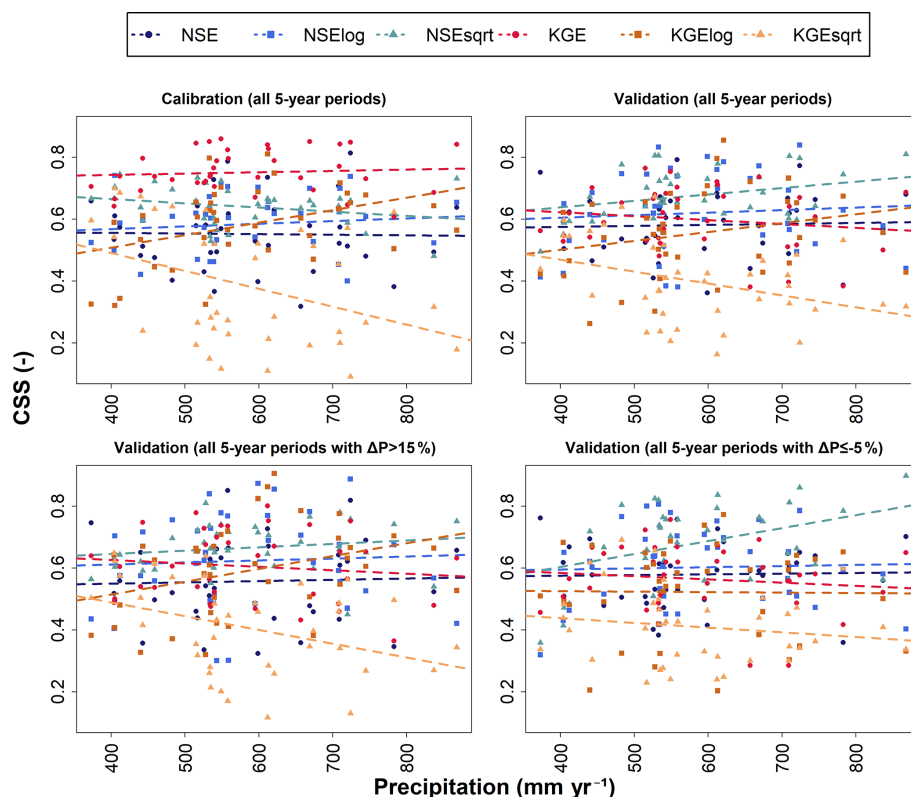 NSE NSElog NSEsqrt KGE KGElog KGEsqrt
Calibration (all 5-year periods)
Validation (all 5-year periods)
0.8
0.6
0.4
0.2
400 500 600 700 800
0.8
0.6
0.4
0.2
400 500 600 700 800
CSS (-)
Validation (all 5-year periods with ΔP>15%)
Validation (all 5-year periods with ΔP≤-5%)
0.8
0.6
0.4
0.2
400 500 600 700 800
0.8
0.6
0.4
0.2
400 500 600 700 800
Precipitation (mm yr⁻¹)